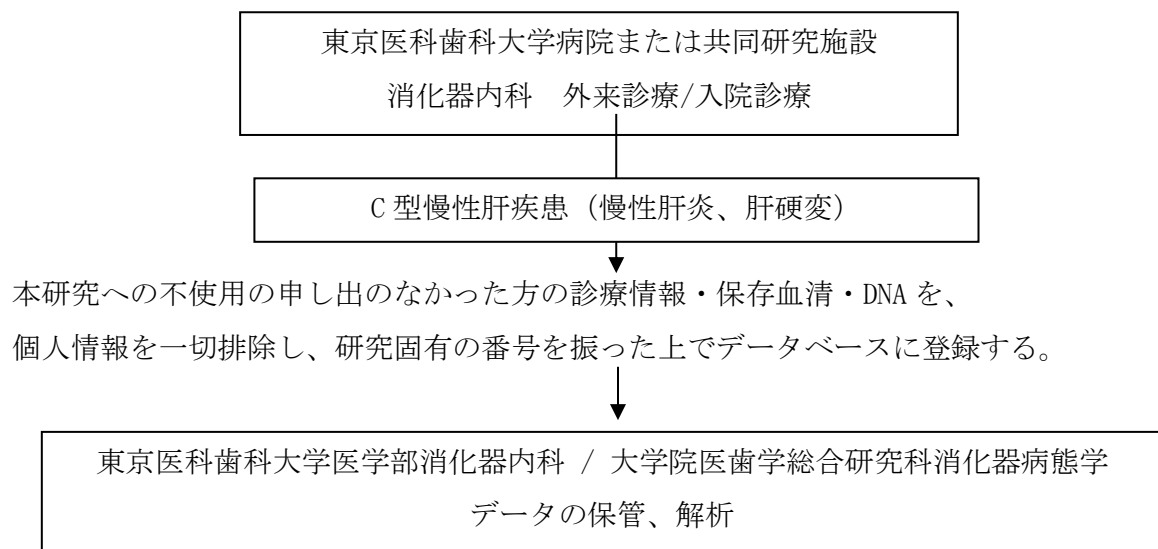 東京医科歯科大学病院または共同研究施設
消化器内科　外来診療/入院診療
C型慢性肝疾患（慢性肝炎、肝硬変）
本研究への不使用の申し出のなかった方の診療情報・保存血清・DNAを、
個人情報を一切排除し、研究固有の番号を振った上でデータベースに登録する。
東京医科歯科大学医学部消化器内科 / 大学院医歯学総合研究科消化器病態学
データの保管、解析